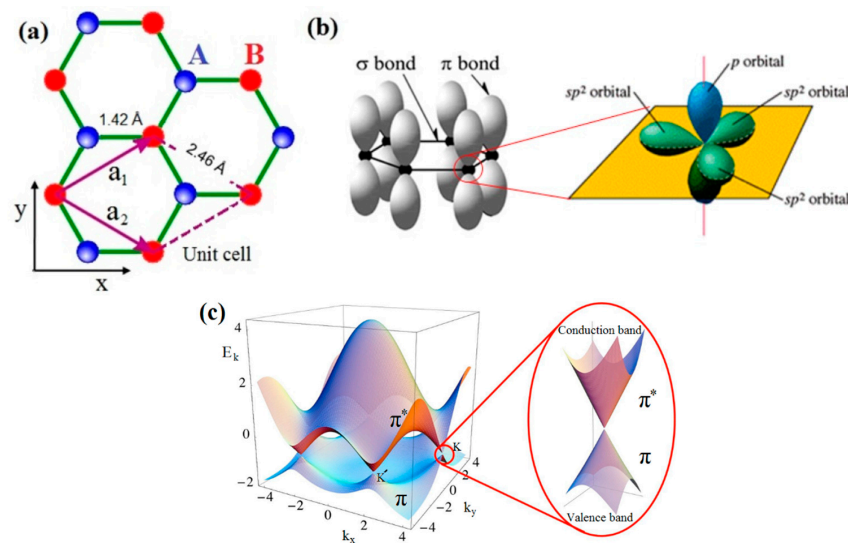 (a)
A B
1.42 Å
2.46 Å
a1
a2
y
Unit cell
x
(b)
σ bond π bond
p orbital
sp² orbital sp² orbital
sp² orbital
(c)
4
Ek
2
0
−2
−4
−2
0
2
4
kx
−4
−2
0
2
4
ky
π*
π
K
K′
Conduction band
π*
π
Valence band